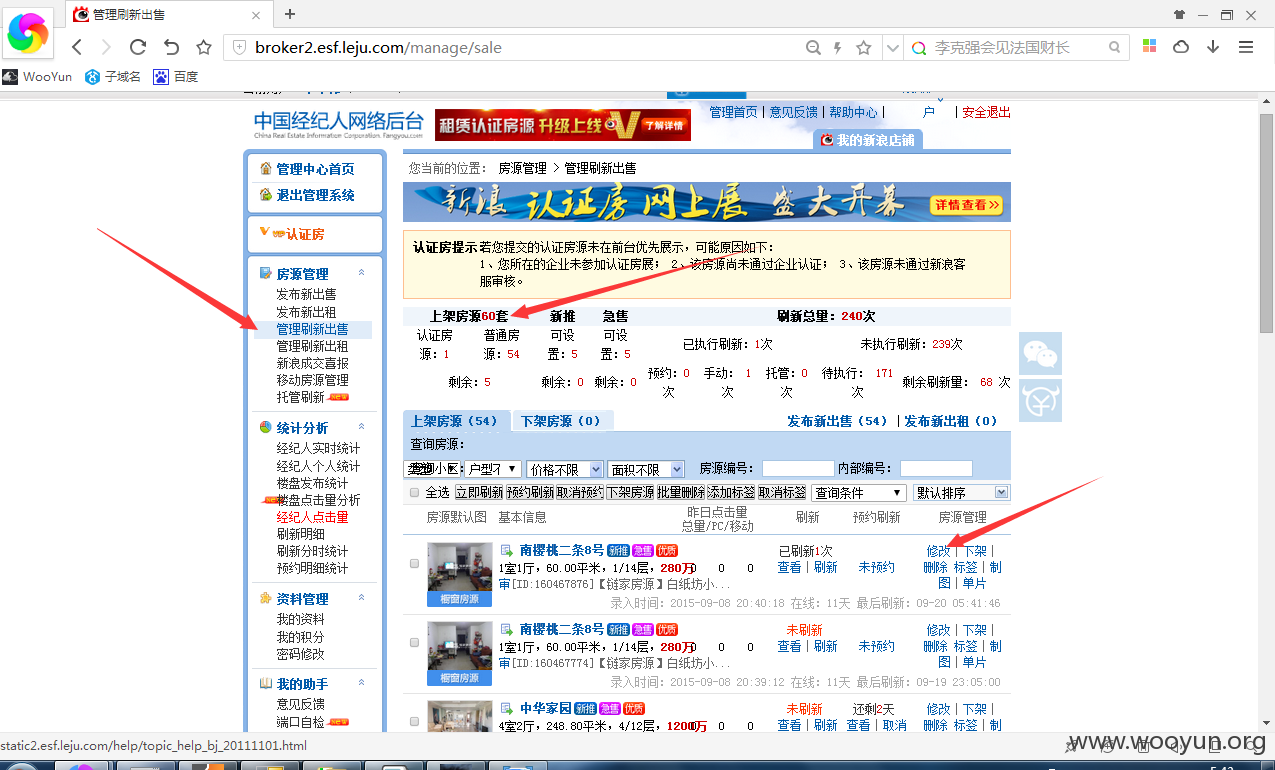 管理刷新出售
broker2.esf.leju.com/manage/sale
李克强会见法国财长
WooYun 子域名 百度
中国经纪人网络后台
China Real Estate Information Corporation. Fangyou.com
租赁认证房源 升级上线 V 了解详情
管理首页 | 意见反馈 | 帮助中心 | 户 | 安全退出
我的新浪店铺
管理中心首页
退出管理系统
认证房
房源管理
发布新出售
发布新出租
管理刷新出售
管理刷新出租
新浪成交喜报
移动房源管理
托管刷新 NEW
统计分析
经纪人实时统计
经纪人个人统计
楼盘发布统计
楼盘点击量分析
经纪人点击量
刷新明细
刷新分时统计
预约明细统计
资料管理
我的资料
我的积分
密码修改
我的助手
意见反馈
端口自检 NEW
您当前的位置: 房源管理 > 管理刷新出售
新浪 认证房 网上展 盛大开幕 详情查看>>
认证房提示 若您提交的认证房源未在前台优先展示，可能原因如下：
1、您所在的企业未参加认证房展； 2、该房源尚未通过企业认证； 3、该房源未通过新浪客
服审核。
上架房源60套 新推 急售 刷新总量：240次
认证房源：1 普通房源：54 可设置：5 可设置：5 已执行刷新：1次 未执行刷新：239次
剩余：5 剩余：0 剩余：0 预约：0次 手动：1次 托管：0次 待执行：171次 剩余刷新量：68 次
上架房源（54） 下架房源（0） 发布新出售（54） | 发布新出租（0）
查询房源：
户型不 价格不限 面积不限 房源编号： 内部编号：
全选 立即刷新 预约刷新 取消预约 下架房源 批量删除 添加标签 取消标签 查询条件 默认排序
房源默认图 基本信息 昨日点击量 总量/PC/移动 刷新 预约刷新 房源管理
南樱桃二条8号 新推 急售 优质 已刷新1次 修改 | 下架 |
1室1厅，60.00平米，1/14层，280万 0 0 查看 | 刷新 未预约 删除 标签 | 制
审[ID:160467876]【链家房源】白纸坊小... 图 | 单片
橱窗房源 录入时间：2015-09-08 20:40:18 在线：11天 最后刷新：09-20 05:41:46
南樱桃二条8号 新推 急售 优质 未刷新 修改 | 下架 |
1室1厅，60.00平米，1/14层，280万 0 0 查看 | 刷新 未预约 删除 标签 | 制
审[ID:160467774]【链家房源】白纸坊小... 图 | 单片
橱窗房源 录入时间：2015-09-08 20:39:12 在线：11天 最后刷新：09-19 23:05:00
中华家园 新推 急售 优质 未刷新 还剩2天 修改 | 下架 |
4室2厅，248.80平米，4/12层，1200万 0 0 查看 | 刷新 查看 | 取消 删除 标签 | 制
static2.esf.leju.com/help/topic_help_bj_20111101.html
www.wooyun.org